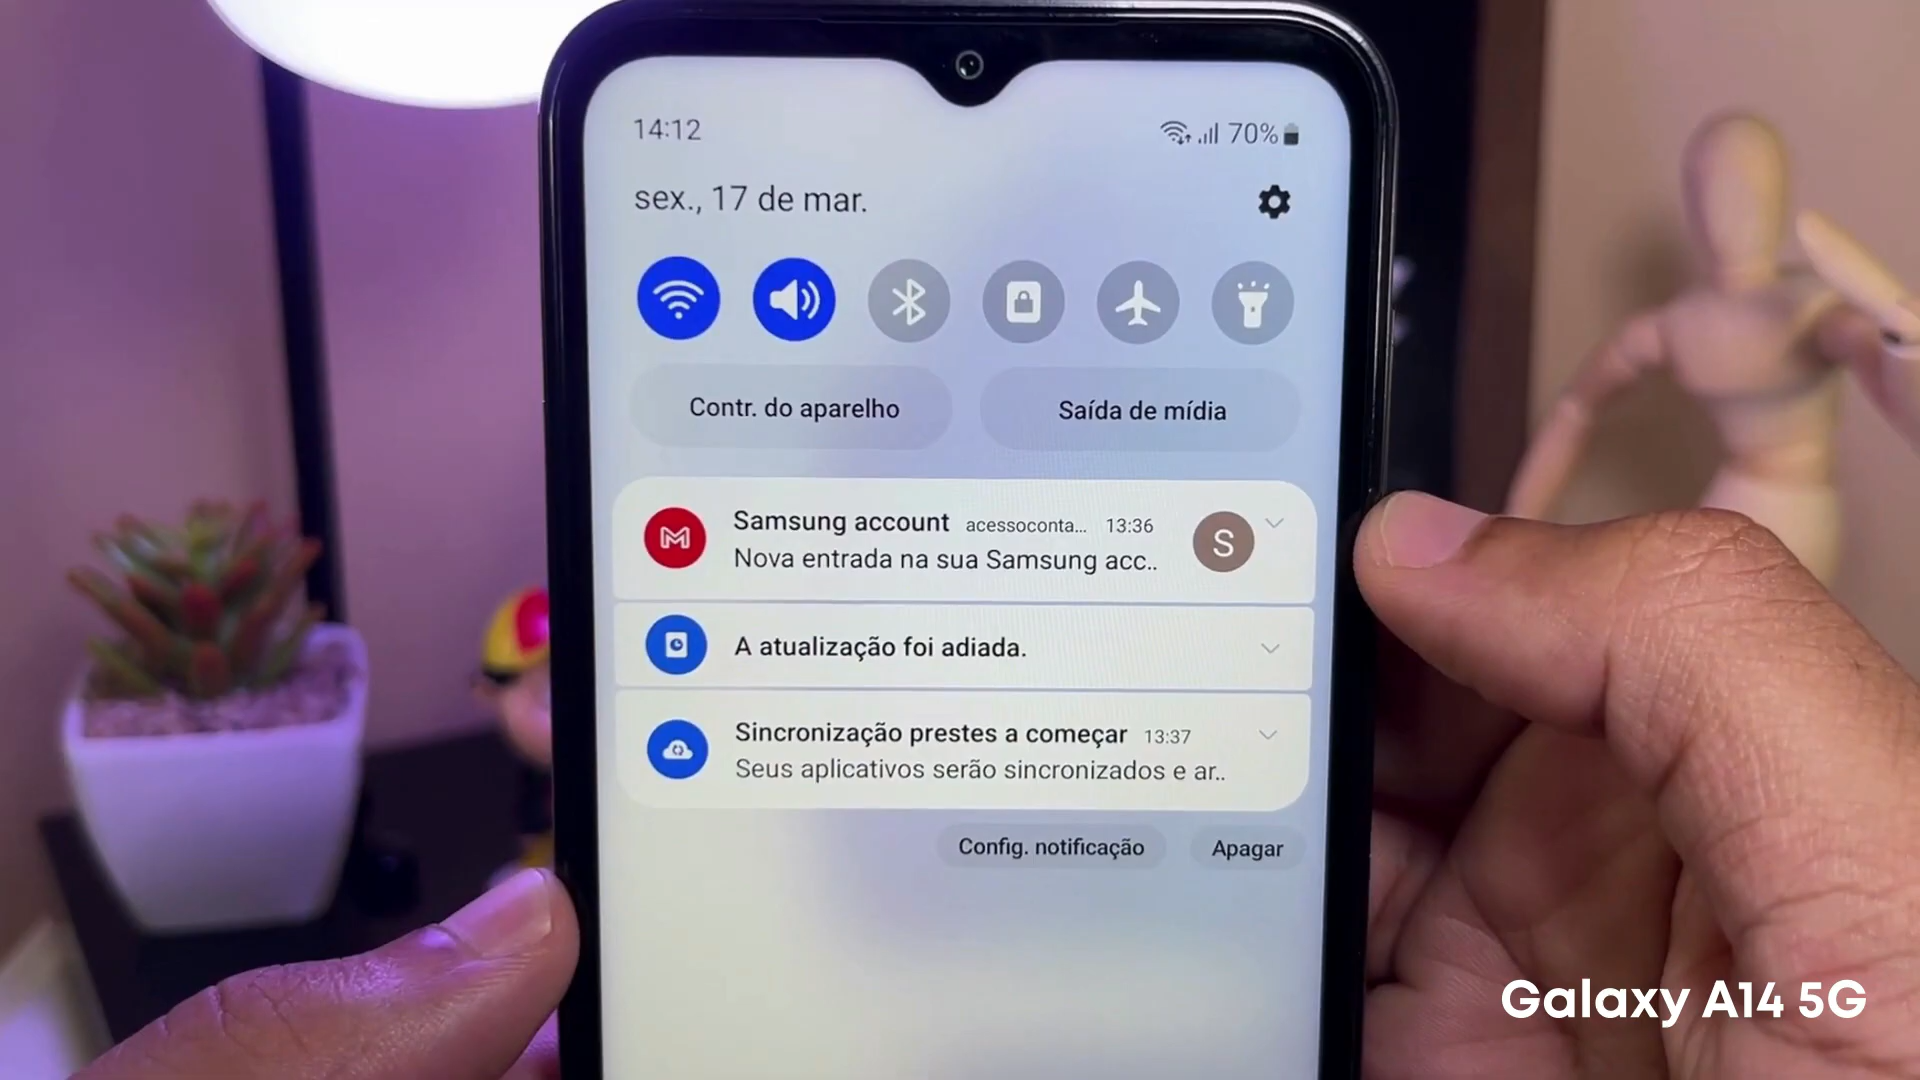 14:12
70%
sex., 17 de mar.
Contr. do aparelho
Saída de mídia
Samsung account acessoconta... 13:36
S
Nova entrada na sua Samsung acc..
A atualização foi adiada.
Sincronização prestes a começar 13:37
Seus aplicativos serão sincronizados e ar..
Config. notificação
Apagar
Galaxy A14 5G